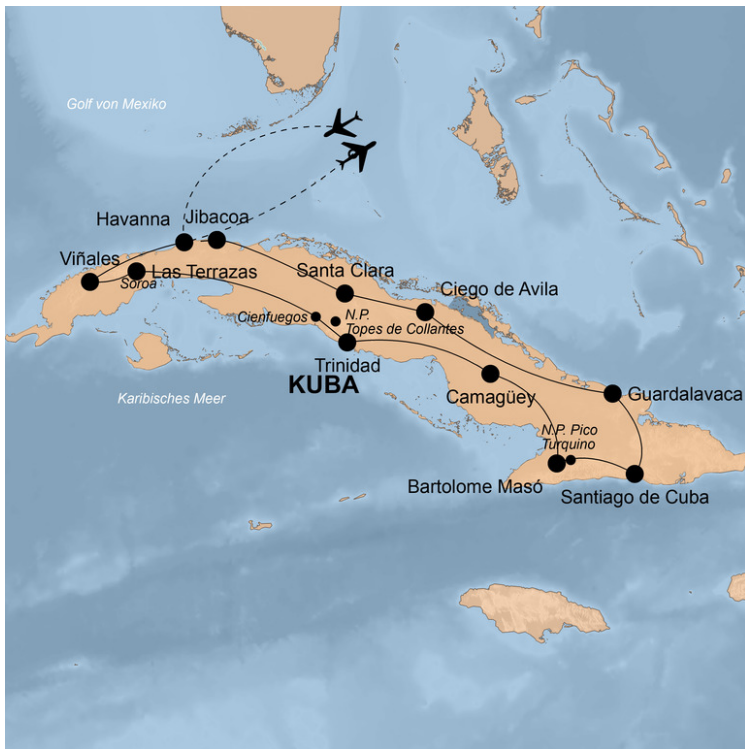 Golf von Mexiko
Havanna
Jibacoa
Viñales
Las Terrazas
Soroa
Santa Clara
Ciego de Avila
Cienfuegos
N.P.
Topes de Collantes
Trinidad
KUBA
Karibisches Meer
Camagüey
Guardalavaca
N.P. Pico
Turquino
Bartolome Masó
Santiago de Cuba